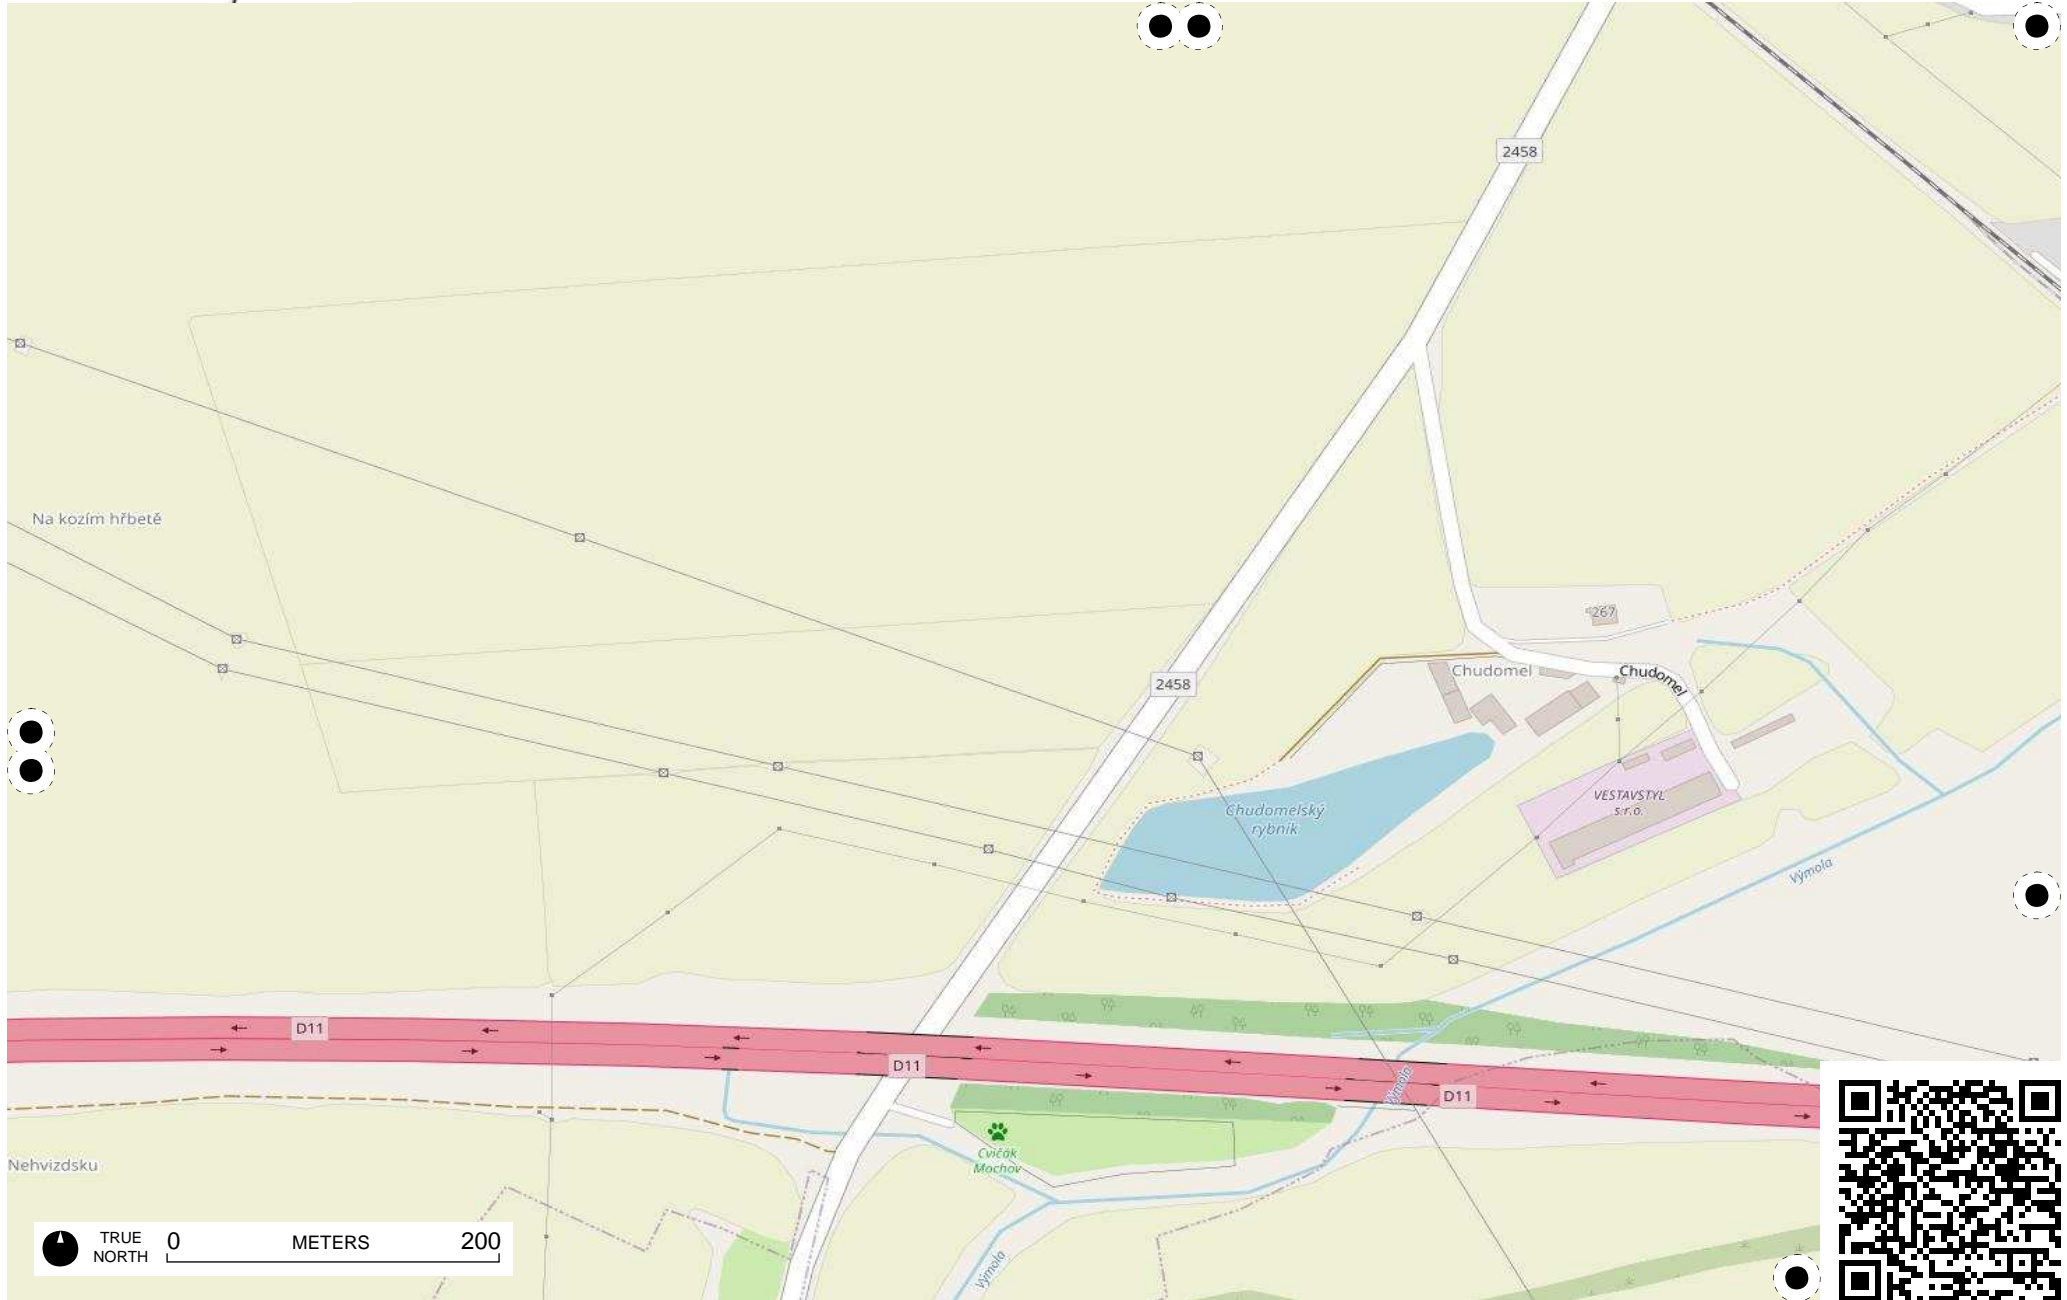 2458
Na kozím hřbetě
267
2458
Chudomel
Chudomel
Chudomelský
rybník
VESTAVSTYL
s.r.o.
Výmola
D11
D11
Výmola
D11
Cvičák
Mochov
Nehvizdsku
Výmola
TRUE
NORTH
0 METERS 200